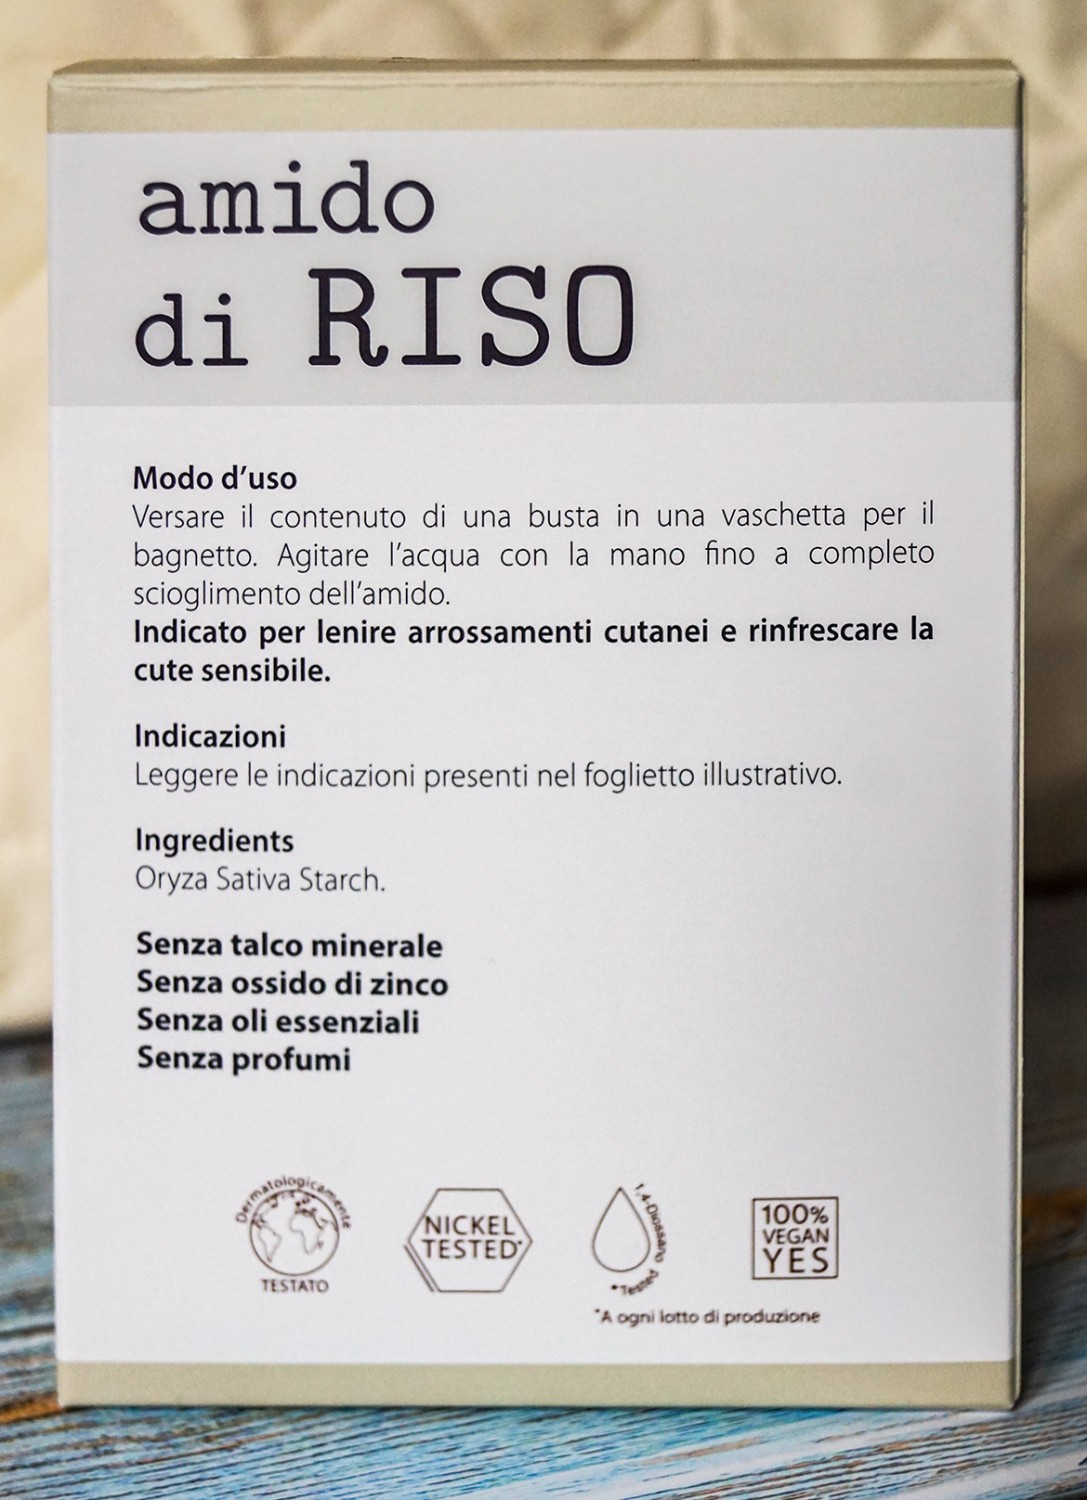 amido
di RISO
Modo d'uso
Versare il contenuto di una busta in una vaschetta per il
bagnetto. Agitare l'acqua con la mano fino a completo
scioglimento dell'amido.
Indicato per lenire arrossamenti cutanei e rinfrescare la
cute sensibile.
Indicazioni
Leggere le indicazioni presenti nel foglietto illustrativo.
Ingredients
Oryza Sativa Starch.
Senza talco minerale
Senza ossido di zinco
Senza oli essenziali
Senza profumi
Dermatologicamente
TESTATO
NICKEL
TESTED*
1,4-Diossano
*Tested
100%
VEGAN
YES
*A ogni lotto di produzione